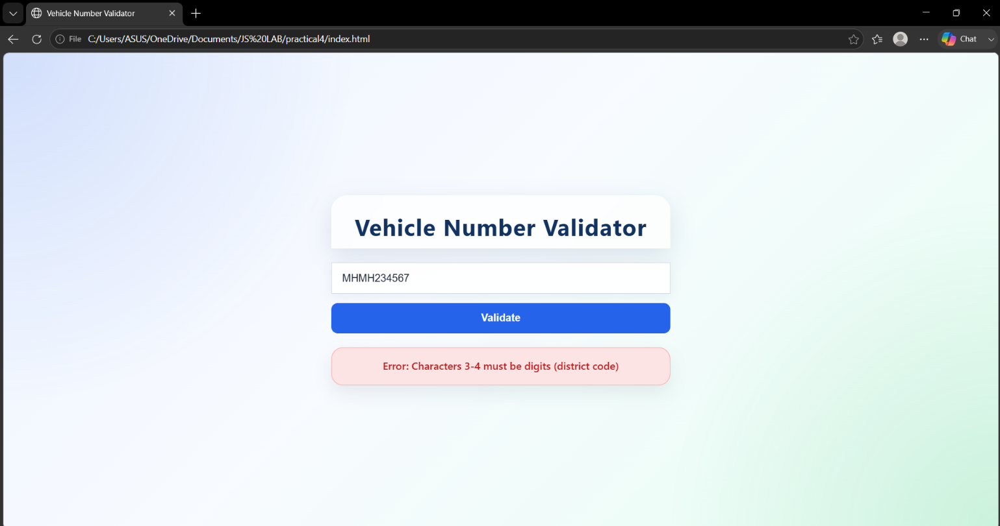 Vehicle Number Validator
File C:/Users/ASUS/OneDrive/Documents/JS%20LAB/practical4/index.html
Chat
Vehicle Number Validator
MHMH234567
Validate
Error: Characters 3-4 must be digits (district code)